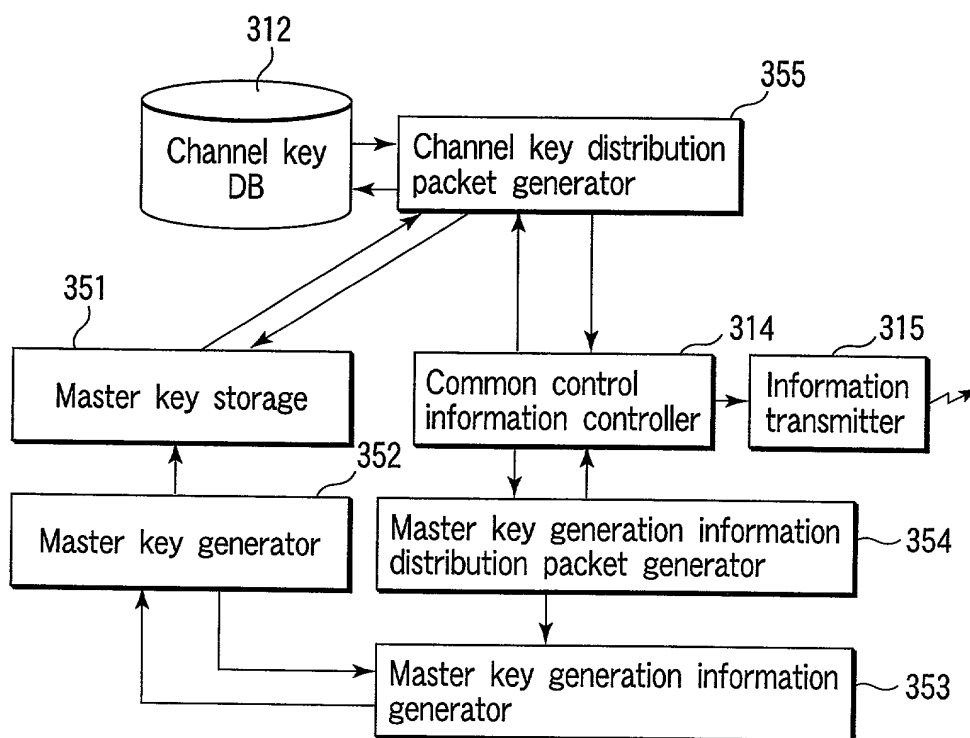 312
355
Channel key
DB
Channel key distribution
packet generator
351
314
315
Master key storage
Common control
information controller
Information
transmitter
352
Master key generator
Master key generation information
distribution packet generator
354
Master key generation information
generator
353